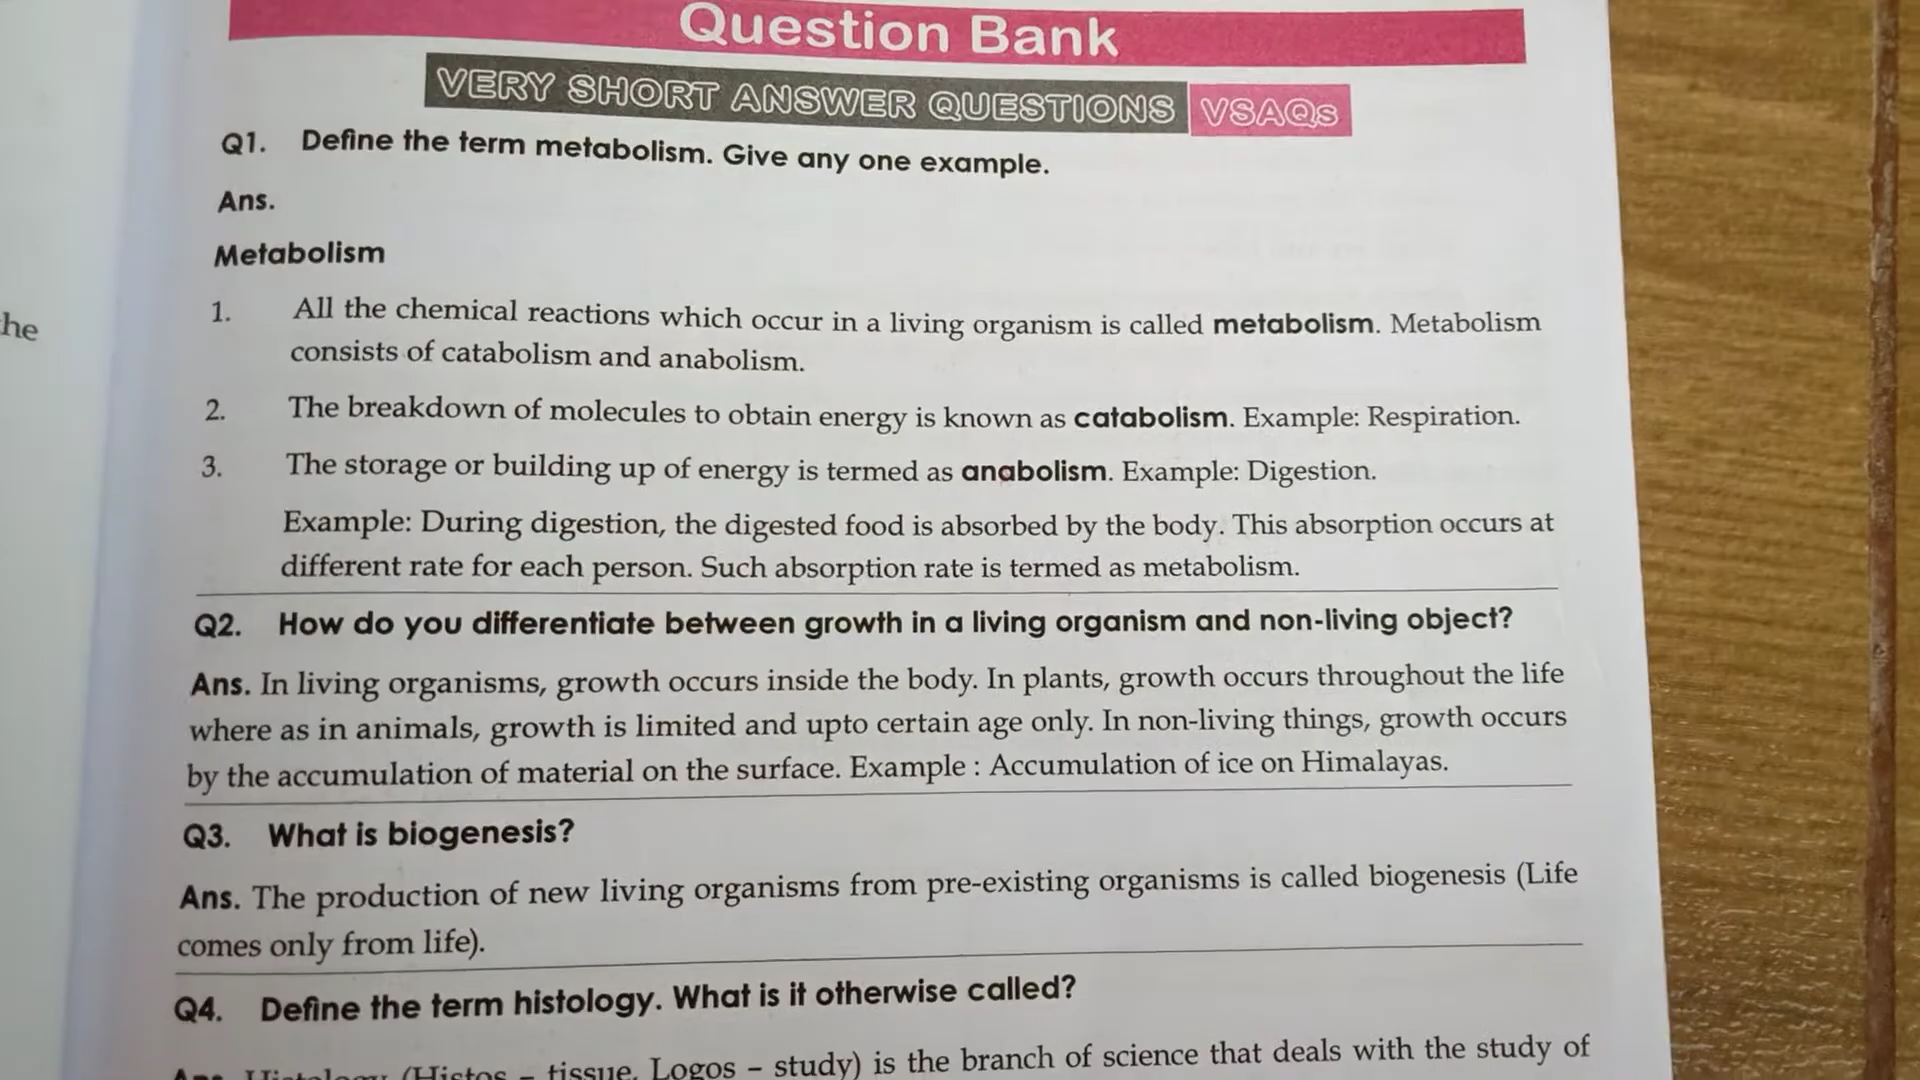 he
Question Bank
VERY SHORT ANSWER QUESTIONS VSAQs
Q1. Define the term metabolism. Give any one example.
Ans.
Metabolism
1. All the chemical reactions which occur in a living organism is called metabolism. Metabolism
consists of catabolism and anabolism.
2. The breakdown of molecules to obtain energy is known as catabolism. Example: Respiration.
3. The storage or building up of energy is termed as anabolism. Example: Digestion.
Example: During digestion, the digested food is absorbed by the body. This absorption occurs at
different rate for each person. Such absorption rate is termed as metabolism.
Q2. How do you differentiate between growth in a living organism and non-living object?
Ans. In living organisms, growth occurs inside the body. In plants, growth occurs throughout the life
where as in animals, growth is limited and upto certain age only. In non-living things, growth occurs
by the accumulation of material on the surface. Example : Accumulation of ice on Himalayas.
Q3. What is biogenesis?
Ans. The production of new living organisms from pre-existing organisms is called biogenesis (Life
comes only from life).
Q4. Define the term histology. What is it otherwise called?
Ans. Histology (Histos – tissue, Logos – study) is the branch of science that deals with the study of